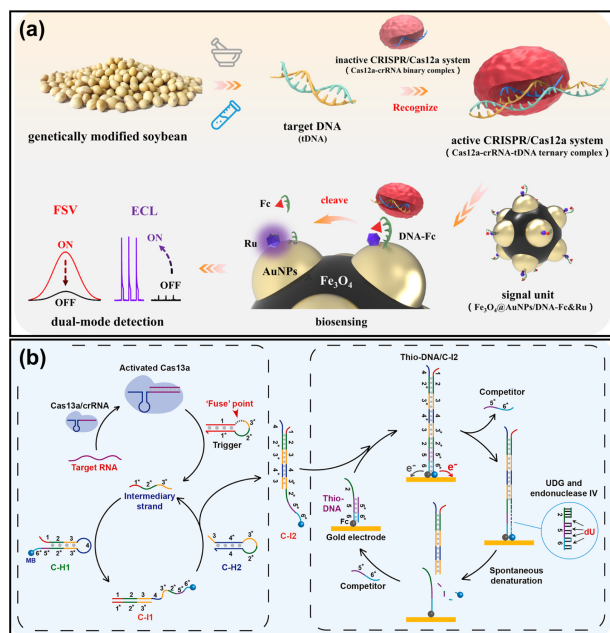 (a)
inactive CRISPR/Cas12a system
( Cas12a-crRNA binary complex )
Recognize
genetically modified soybean
target DNA
(tDNA)
active CRISPR/Cas12a system
( Cas12a-crRNA-tDNA ternary complex )
FSV
ECL
ON
OFF
ON
OFF
dual-mode detection
Fc
cleave
Ru
DNA-Fc
AuNPs
Fe3O4
biosensing
signal unit
( Fe3O4@AuNPs/DNA-Fc&Ru )
(b)
Activated Cas13a
Cas13a/crRNA
'Fuse' point
Trigger
Target RNA
Intermediary
strand
MB
C-H1
C-H2
C-I1
C-I2
Thio-DNA/C-I2
Competitor
e-
e-
Thio-
DNA
Fc
Gold electrode
UDG and
endonuclease IV
dU
Spontaneous
denaturation
Competitor